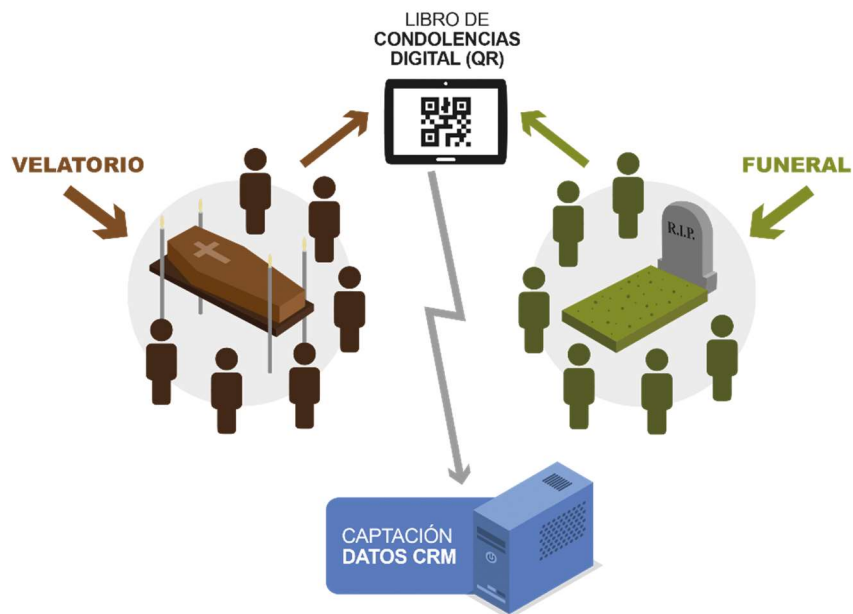 LIBRO DE
CONDOLENCIAS
DIGITAL (QR)
VELATORIO
FUNERAL
R.I.P.
CAPTACIÓN
DATOS CRM